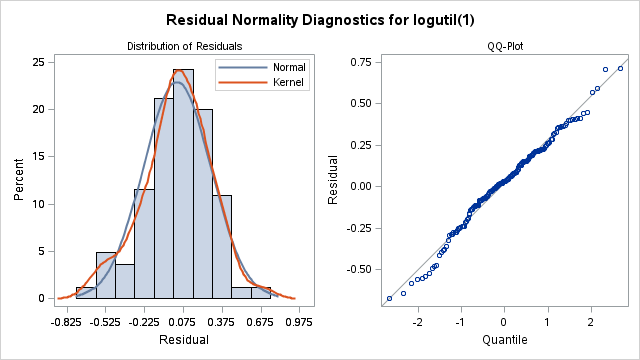 Residual Normality Diagnostics for logutil(1)
Distribution of Residuals
Normal
Kernel
Percent
25
20
15
10
5
0
-0.825 -0.525 -0.225 0.075 0.375 0.675 0.975
Residual
QQ-Plot
Residual
0.75
0.50
0.25
0.00
-0.25
-0.50
-2 -1 0 1 2
Quantile